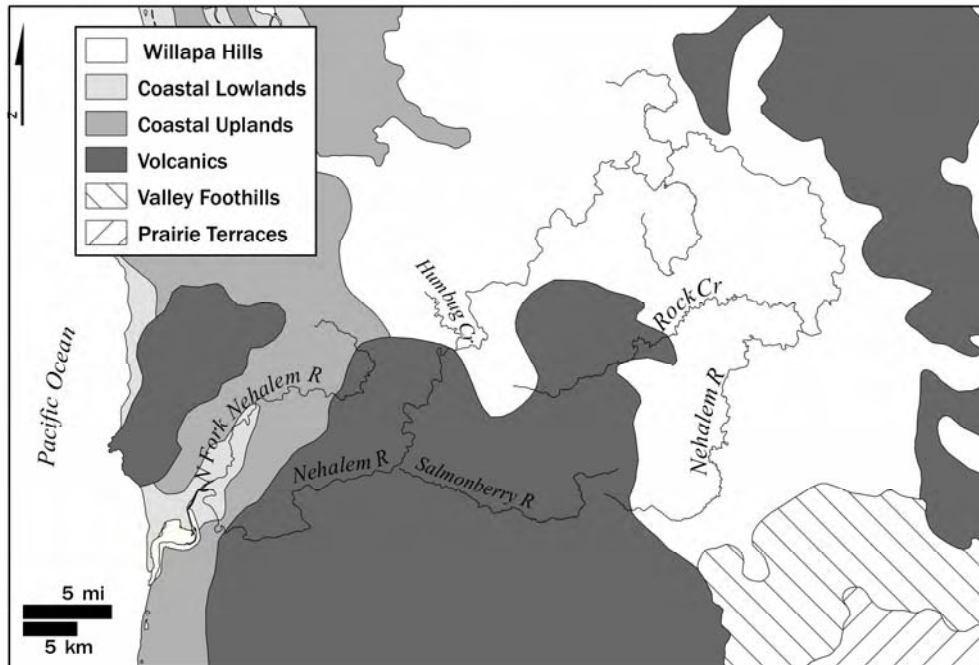 Willapa Hills
Coastal Lowlands
Coastal Uplands
Volcanics
Valley Foothills
Prairie Terraces
N
Humbug Cr
Rock Cr
Pacific Ocean
N Fork Nehalem R
Nehalem R
Salmonberry R
Nehalem R
5 mi
5 km